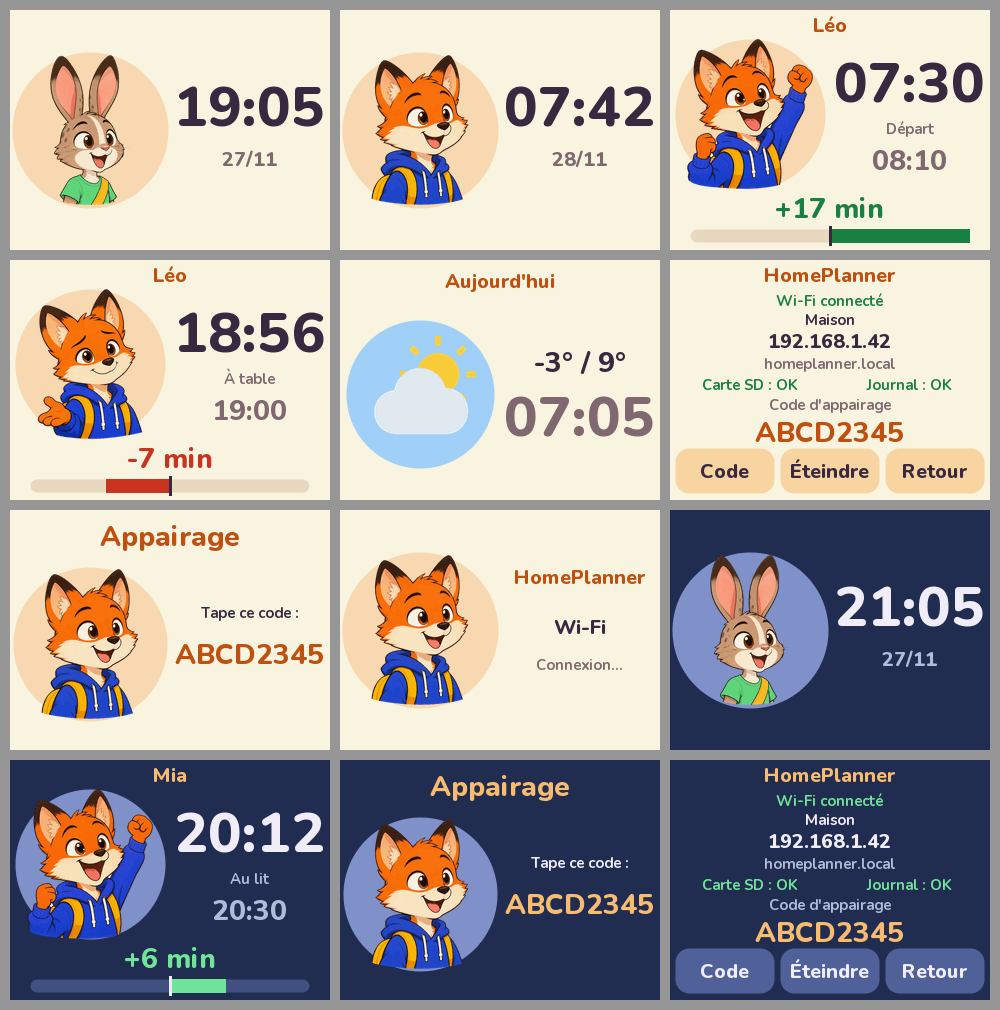 19:05
27/11
07:42
28/11
Léo
07:30
Départ
08:10
+17 min
Léo
18:56
À table
19:00
-7 min
Aujourd'hui
-3° / 9°
07:05
HomePlanner
Wi-Fi connecté
Maison
192.168.1.42
homeplanner.local
Carte SD : OK Journal : OK
Code d'appairage
ABCD2345
Code Éteindre Retour
Appairage
Tape ce code :
ABCD2345
HomePlanner
Wi-Fi
Connexion...
21:05
27/11
Mia
20:12
Au lit
20:30
+6 min
Appairage
Tape ce code :
ABCD2345
HomePlanner
Wi-Fi connecté
Maison
192.168.1.42
homeplanner.local
Carte SD : OK Journal : OK
Code d'appairage
ABCD2345
Code Éteindre Retour